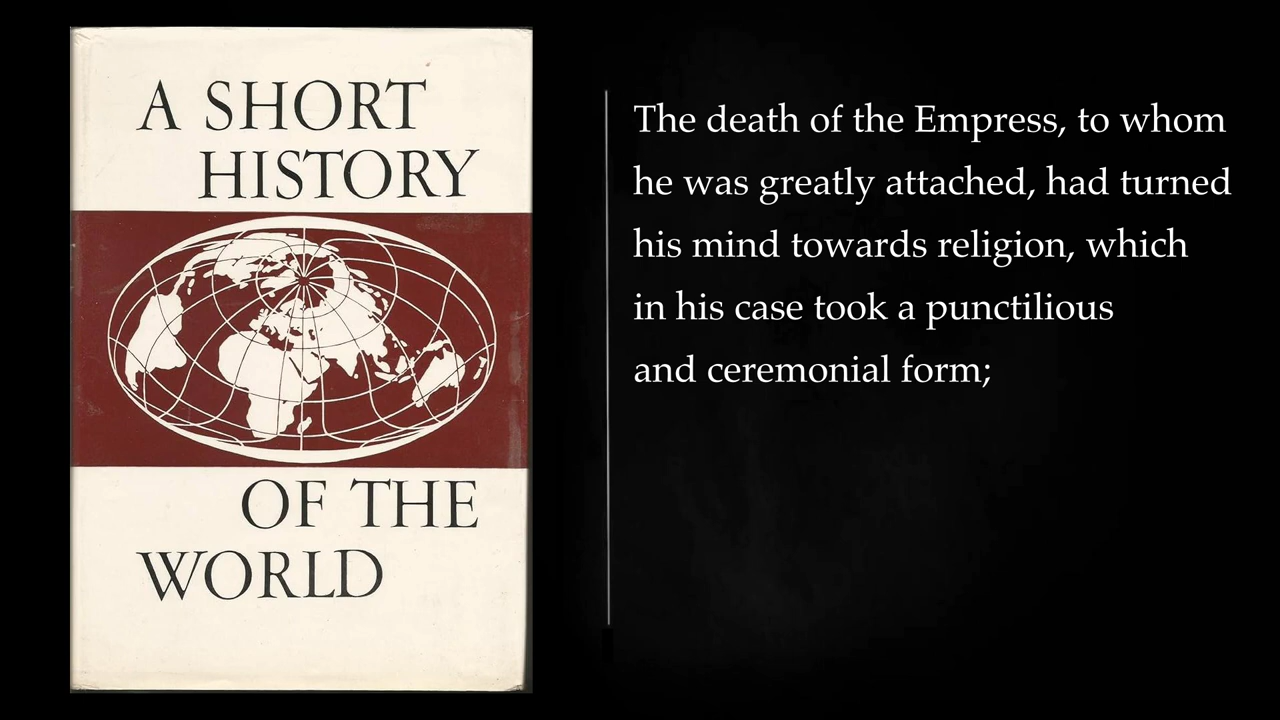 A SHORT
HISTORY
OF THE
WORLD
The death of the Empress, to whom
he was greatly attached, had turned
his mind towards religion, which
in his case took a punctilious
and ceremonial form;